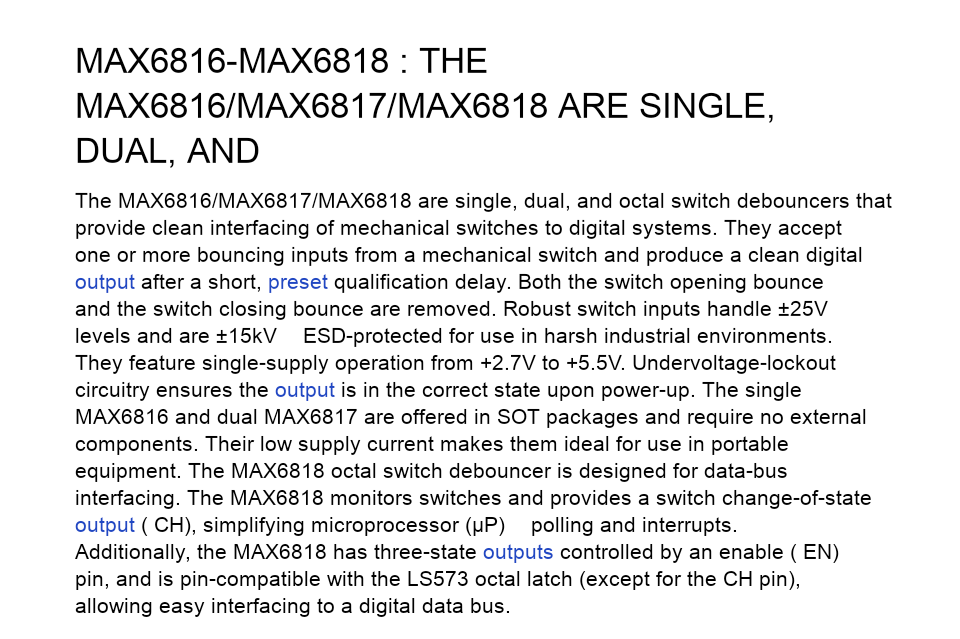 MAX6816-MAX6818 : THE
MAX6816/MAX6817/MAX6818 ARE SINGLE,
DUAL, AND
The MAX6816/MAX6817/MAX6818 are single, dual, and octal switch debouncers that
provide clean interfacing of mechanical switches to digital systems. They accept
one or more bouncing inputs from a mechanical switch and produce a clean digital
output after a short, preset qualification delay. Both the switch opening bounce
and the switch closing bounce are removed. Robust switch inputs handle ±25V
levels and are ±15kV ESD-protected for use in harsh industrial environments.
They feature single-supply operation from +2.7V to +5.5V. Undervoltage-lockout
circuitry ensures the output is in the correct state upon power-up. The single
MAX6816 and dual MAX6817 are offered in SOT packages and require no external
components. Their low supply current makes them ideal for use in portable
equipment. The MAX6818 octal switch debouncer is designed for data-bus
interfacing. The MAX6818 monitors switches and provides a switch change-of-state
output ( CH), simplifying microprocessor (µP) polling and interrupts.
Additionally, the MAX6818 has three-state outputs controlled by an enable ( EN)
pin, and is pin-compatible with the LS573 octal latch (except for the CH pin),
allowing easy interfacing to a digital data bus.